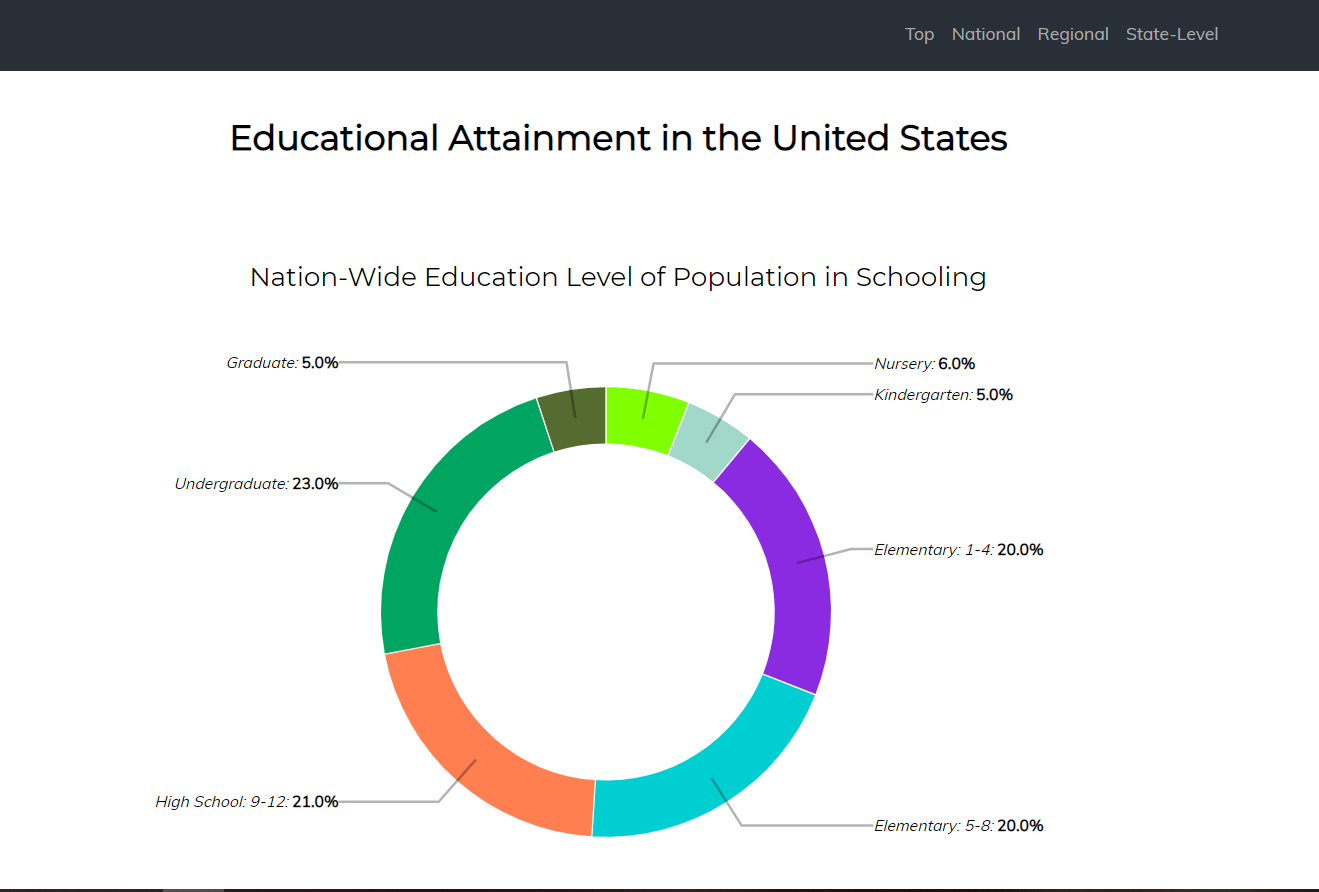 Top National Regional State-Level
Educational Attainment in the United States
Nation-Wide Education Level of Population in Schooling
Graduate: 5.0%
Nursery: 6.0%
Kindergarten: 5.0%
Undergraduate: 23.0%
Elementary: 1-4: 20.0%
High School: 9-12: 21.0%
Elementary: 5-8: 20.0%